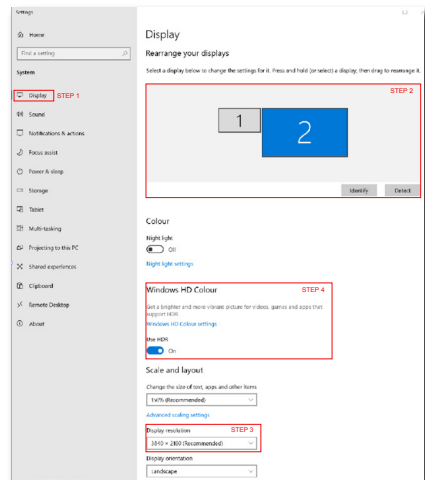 Settings
Home
Find a setting
System
Display STEP 1
Sound
Notifications & actions
Focus assist
Power & sleep
Storage
Tablet
Multi-tasking
Projecting to this PC
Shared experiences
Clipboard
Remote Desktop
About
Display
Rearrange your displays
Select a display below to change the settings for it. Press and hold (or select) a display, then drag to rearrange it.
STEP 2
1
2
Identify Detect
Colour
Night light
Off
Night light settings
Windows HD Colour STEP 4
Get a brighter and more vibrant picture for videos, games and apps that
support HDR
Windows HD Colour settings
Use HDR
On
Scale and layout
Change the size of text, apps and other items
(Recommended)
Advanced scaling settings
Display resolution STEP 3
3840 × 2160 (Recommended)
Display orientation
Landscape